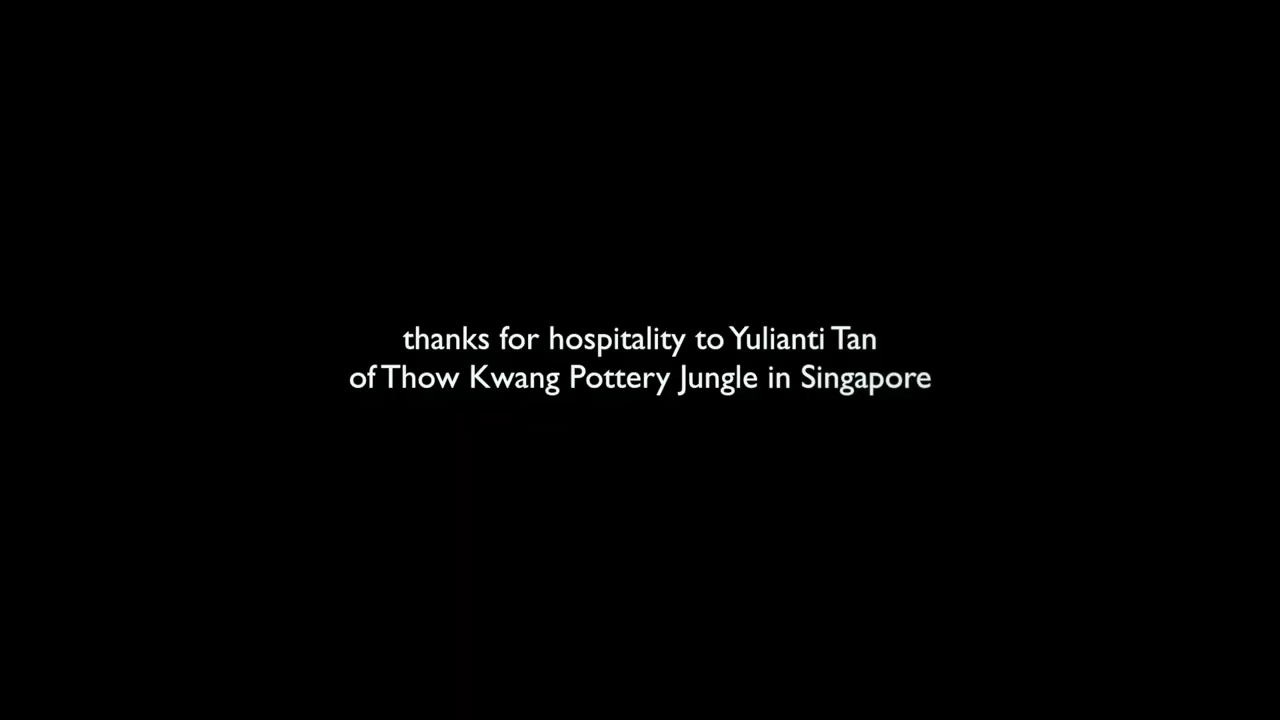 thanks for hospitality to Yulianti Tan
of Thow Kwang Pottery Jungle in Singapore